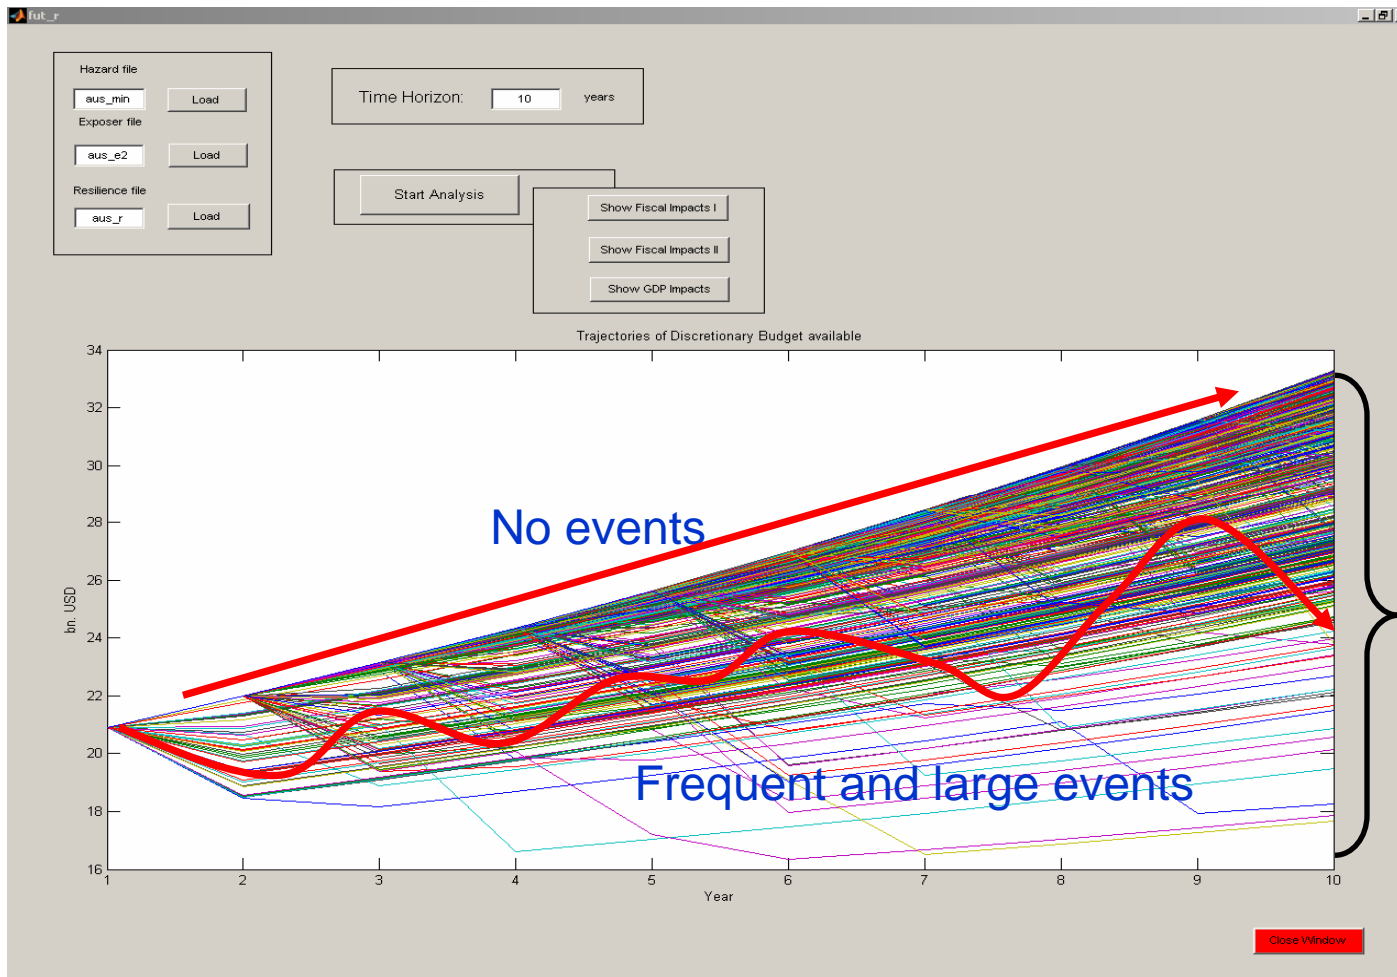 fut_r
Hazard file
aus_min
Load
Exposer file
aus_e2
Load
Resilience file
aus_r
Load
Time Horizon:
10
years
Start Analysis
Show Fiscal Impacts I
Show Fiscal Impacts II
Show GDP Impacts
Trajectories of Discretionary Budget available
34
32
30
28
26
24
22
20
18
16
bn. USD
No events
Frequent and large events
1 2 3 4 5 6 7 8 9 10
Year
Close Window